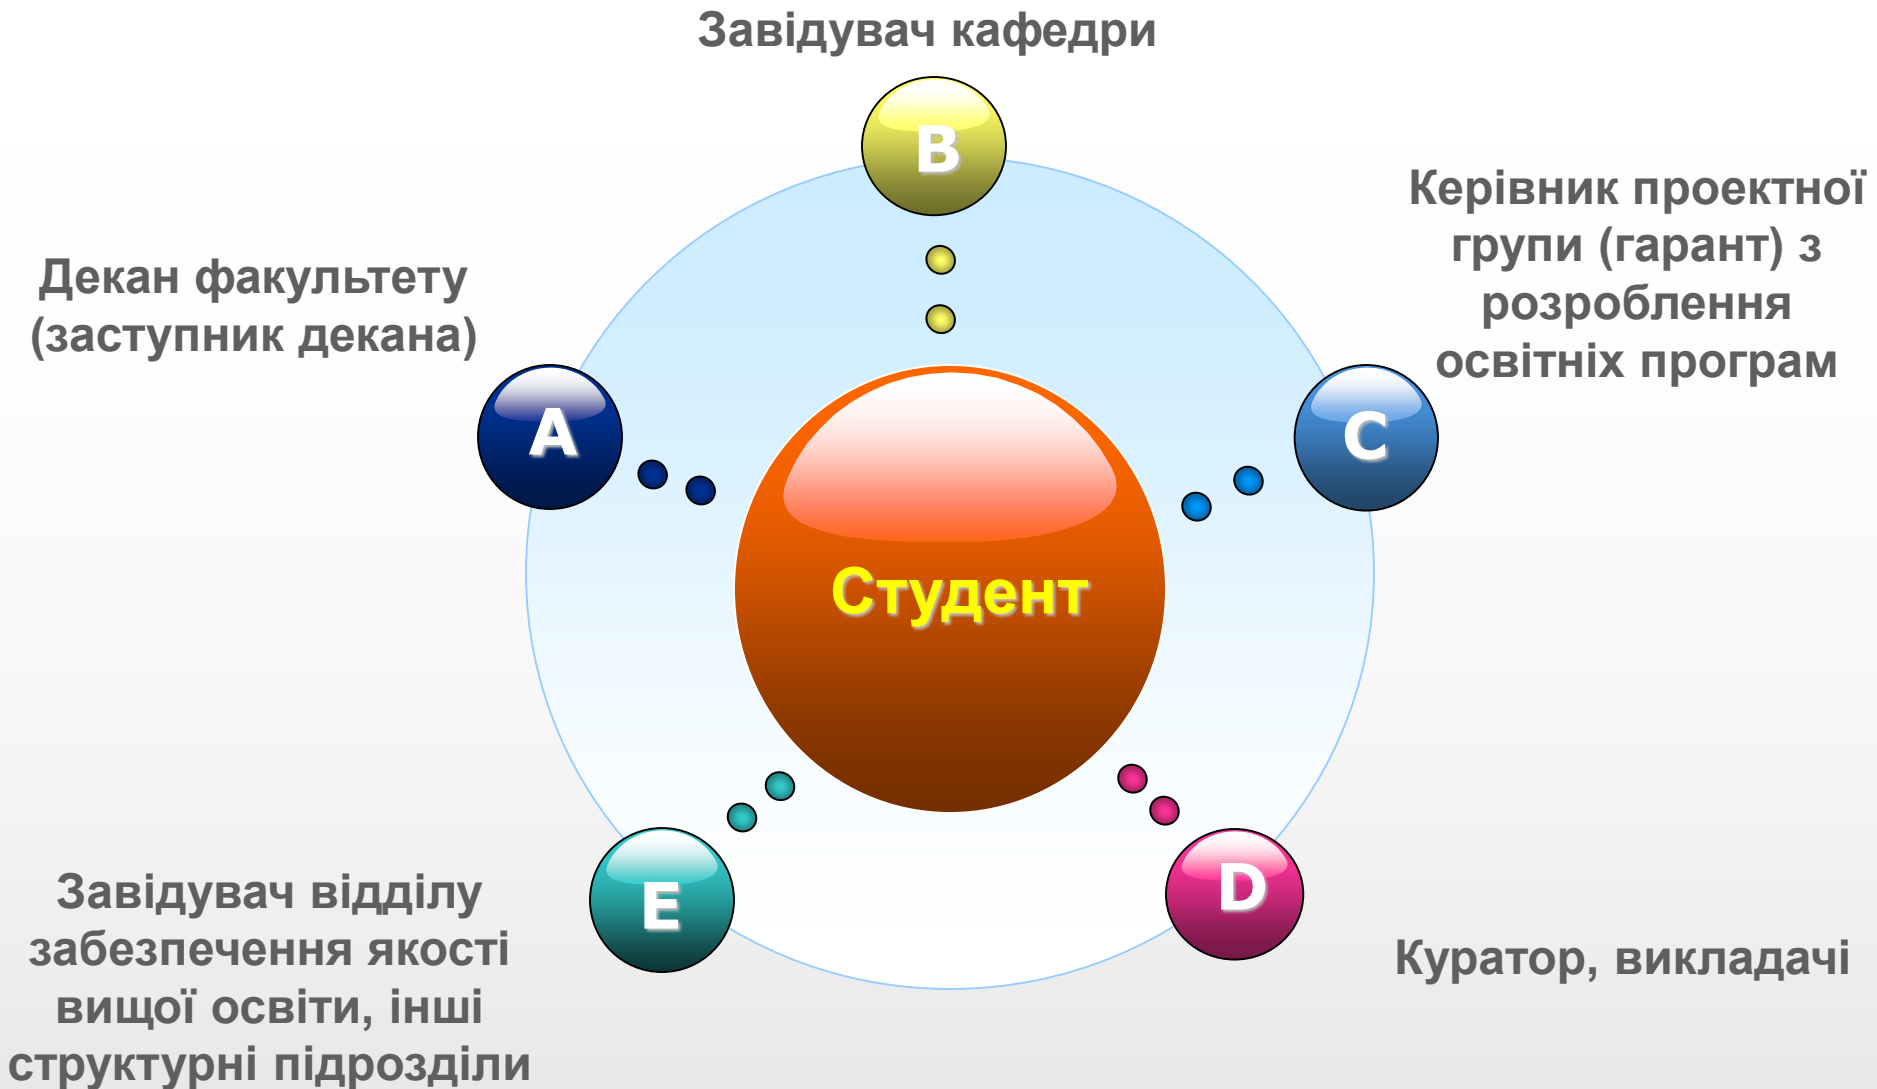 Завідувач кафедри
B
Керівник проектної
групи (гарант) з
розроблення
освітніх програм
Декан факультету
(заступник декана)
A
C
Студент
E
D
Завідувач відділу
забезпечення якості
вищої освіти, інші
структурні підрозділи
Куратор, викладачі